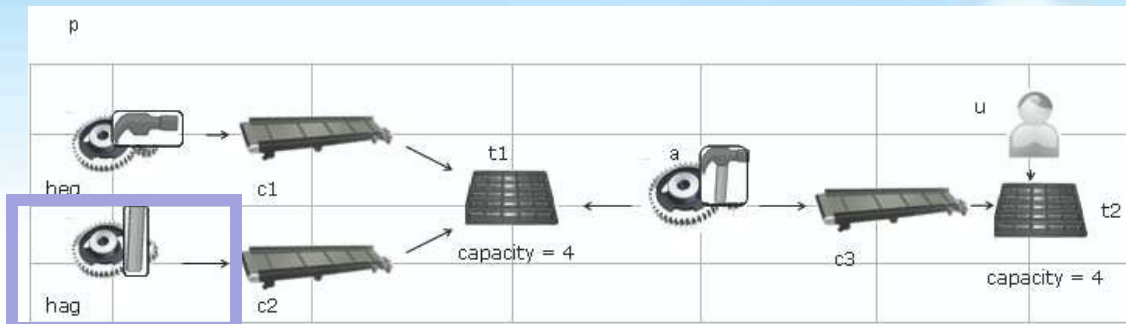 p
u
t1
a
heg
c1
t2
capacity = 4
c3
capacity = 4
hag
c2